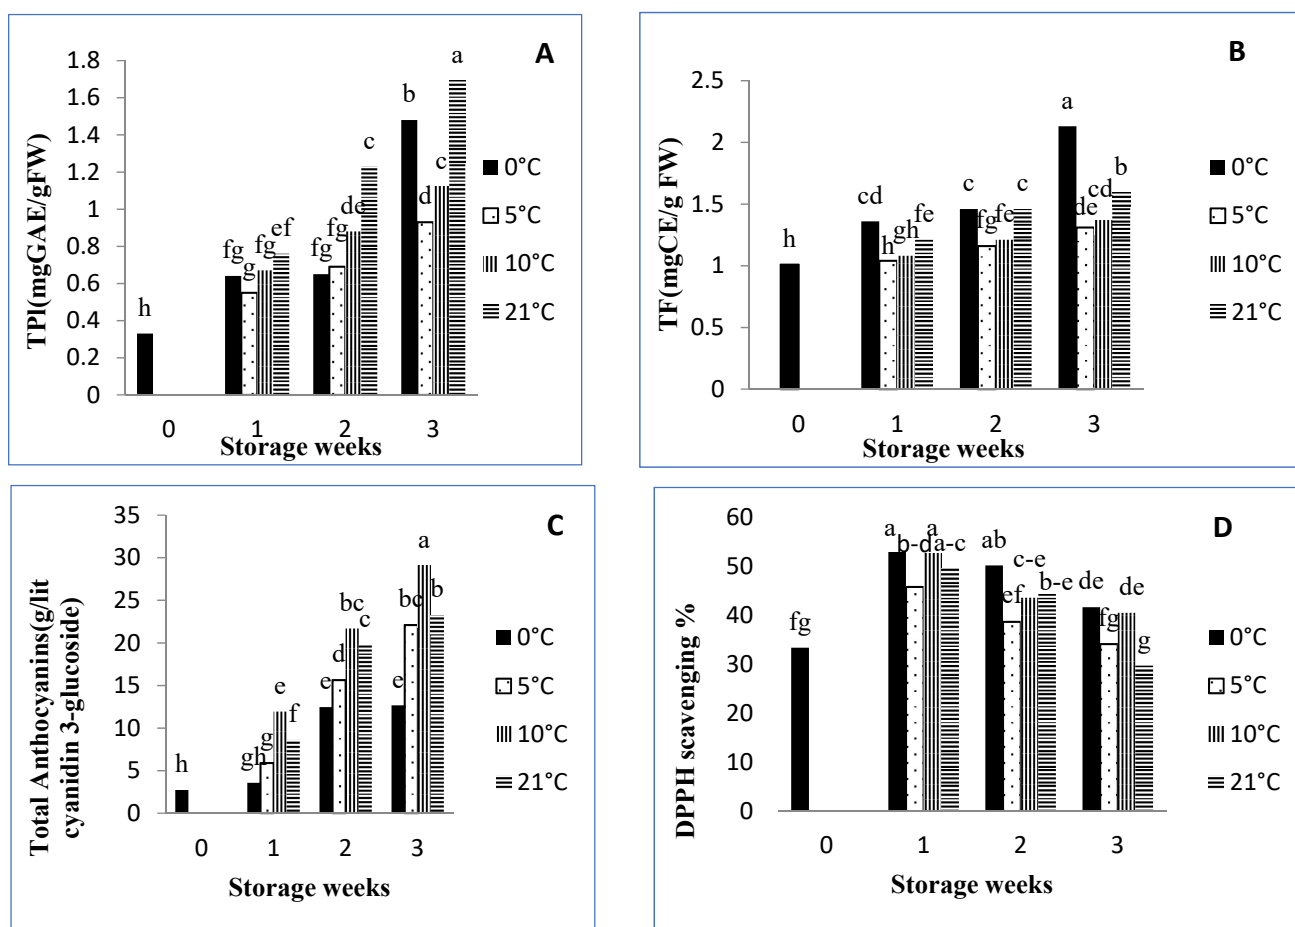 A
TPl(mgGAE/gFW)
1.8
1.6
1.4
1.2
1
0.8
0.6
0.4
0.2
0
h
fg
g
fg
ef
fg
fg
de
c
b
d
c
a
0 1 2 3
Storage weeks
0°C
5°C
10°C
21°C
B
TF(mgCE/g FW)
2.5
2
1.5
1
0.5
0
h
cd
h
gh
fe
c
fg
fe
c
a
de
cd
b
0 1 2 3
Storage weeks
0°C
5°C
10°C
21°C
C
Total Anthocyanins(g/lit
cyanidin 3-glucoside)
35
30
25
20
15
10
5
0
h
gh
g
e
f
e
d
bc
c
e
bc
a
b
0 1 2 3
Storage weeks
0°C
5°C
10°C
21°C
D
DPPH scavenging %
60
50
40
30
20
10
0
fg
a
b-d
a
a-c
ab
ef
c-e
b-e
de
fg
de
g
0 1 2 3
Storage weeks
0°C
5°C
10°C
21°C